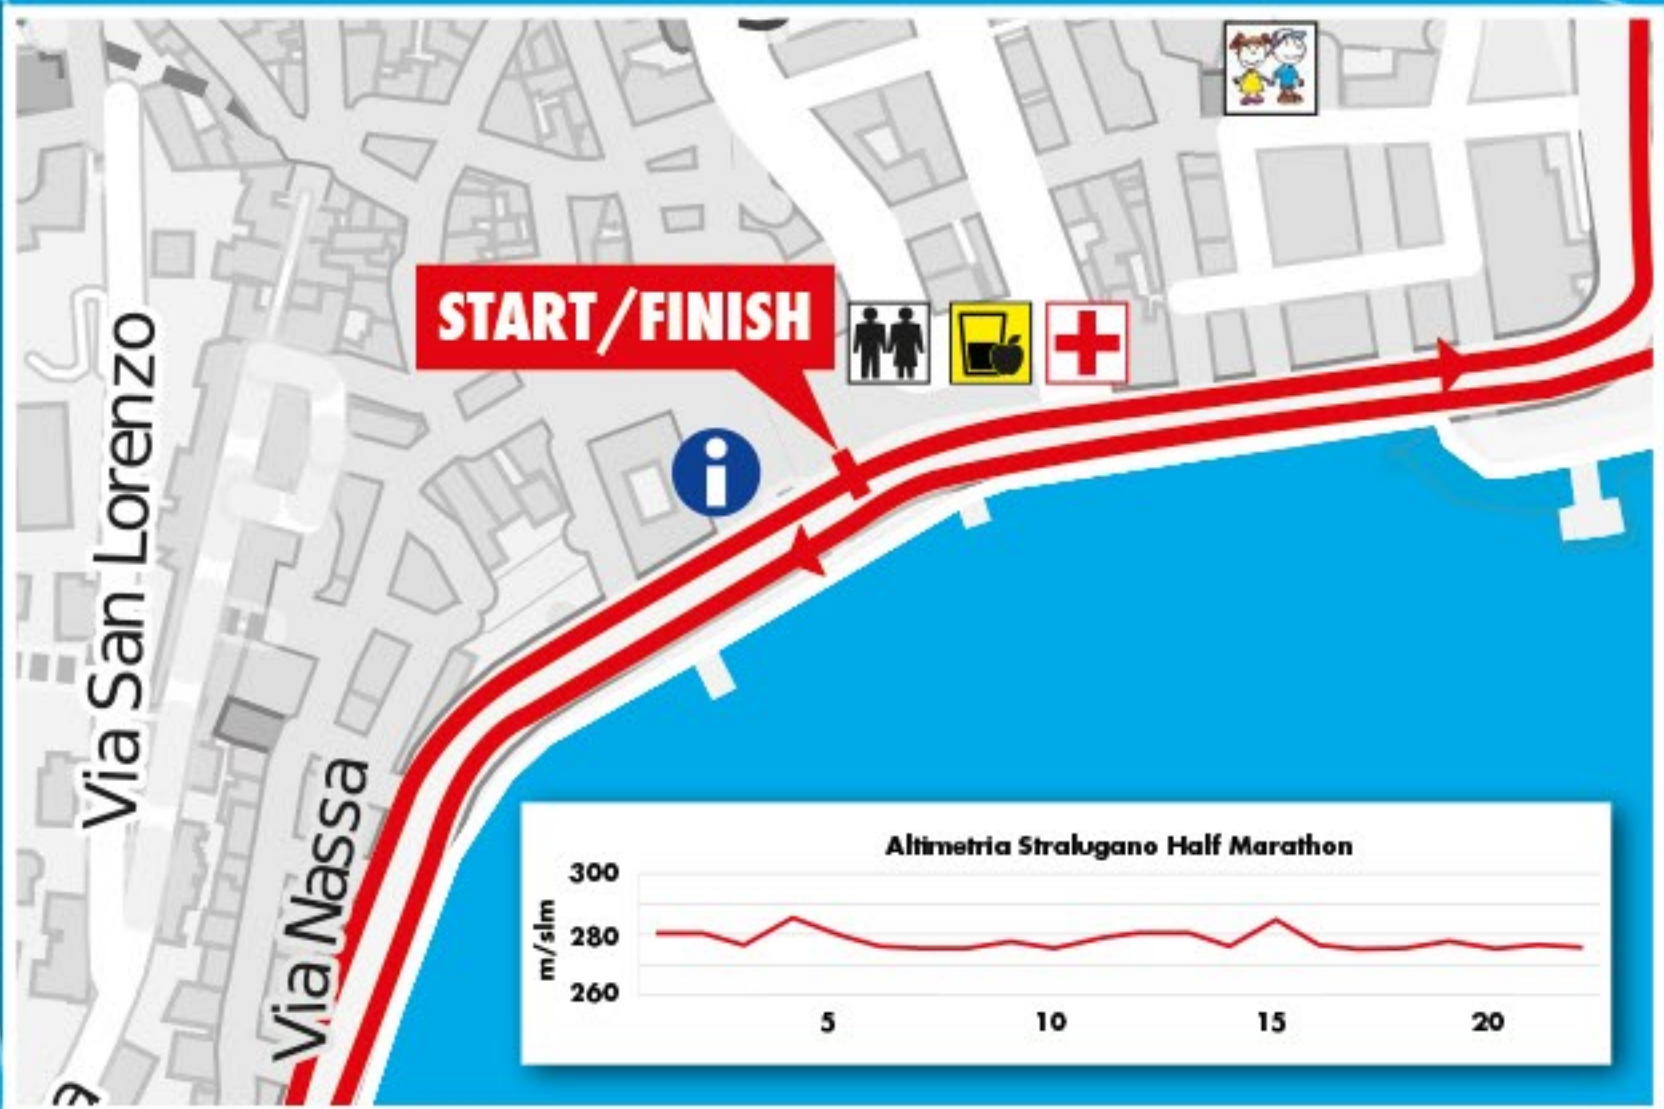 START/FINISH
i
Via San Lorenzo
Via Nassa
Altimetria Stralugano Half Marathon
m/slm
300
280
260
5 10 15 20